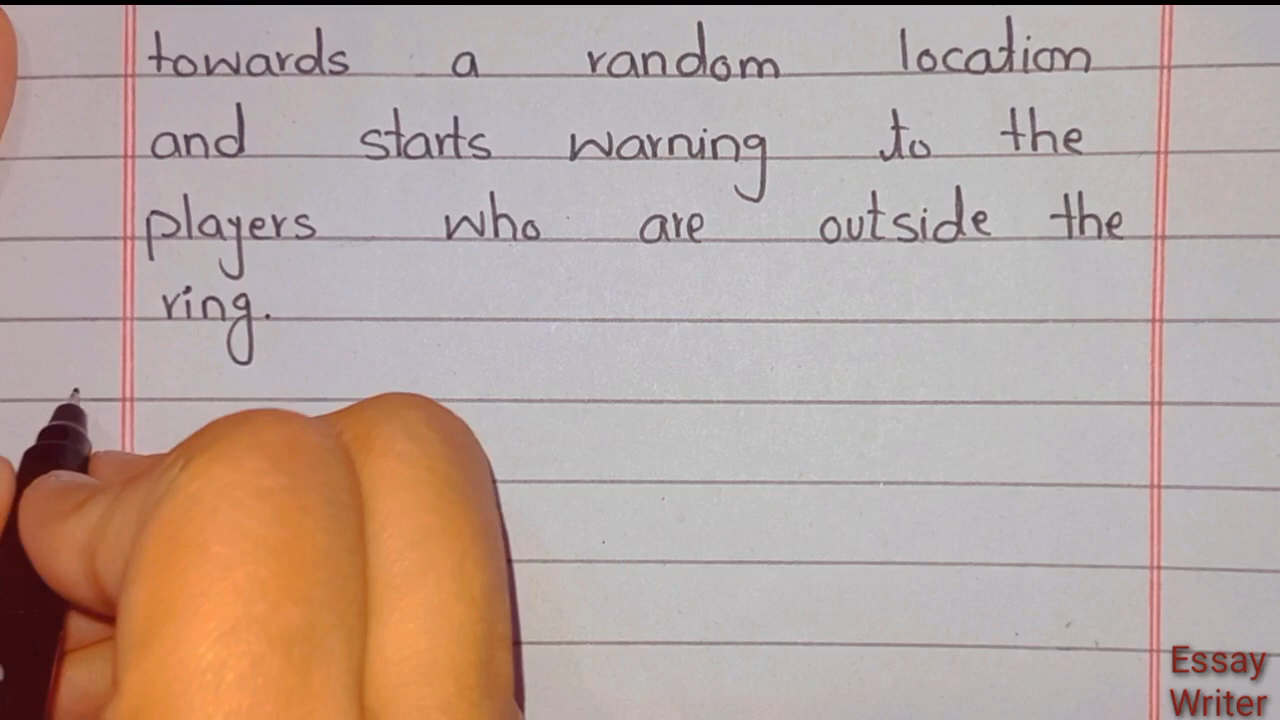 towards a random location
and starts warning to the
players who are outside the
ring.
Essay
Writer